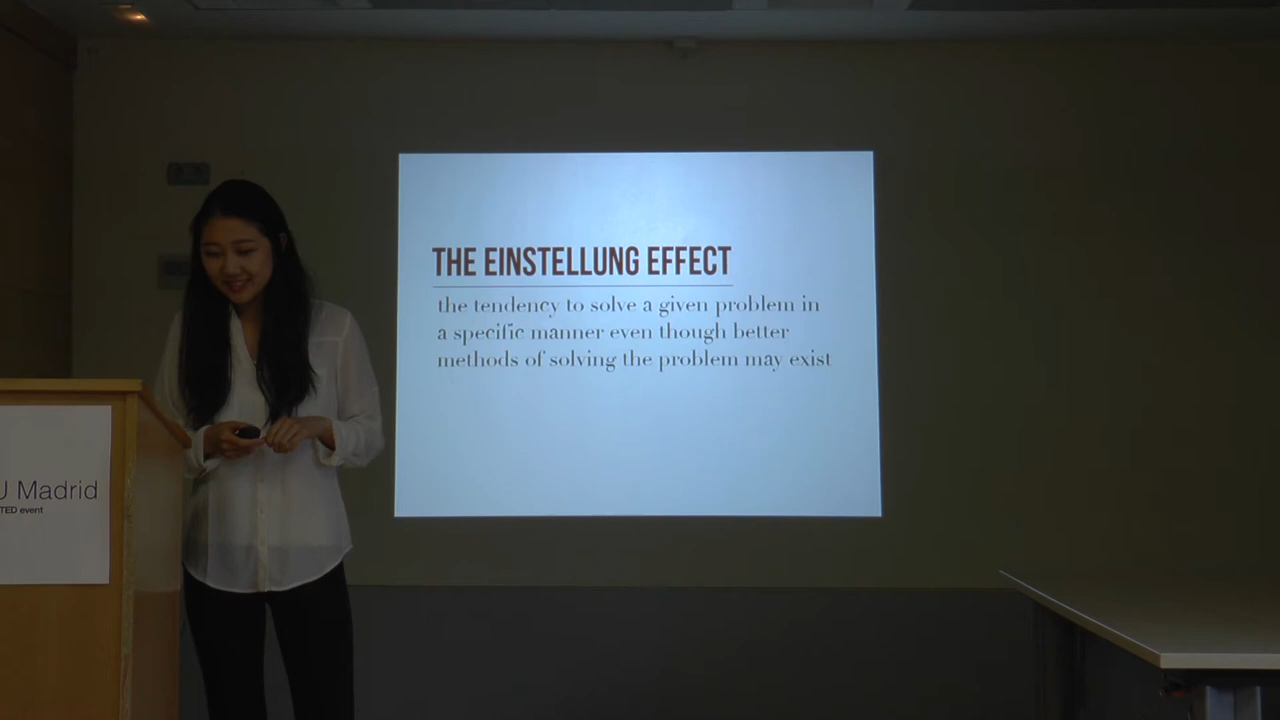 THE EINSTELLUNG EFFECT
the tendency to solve a given problem in
a specific manner even though better
methods of solving the problem may exist
Madrid
TED event